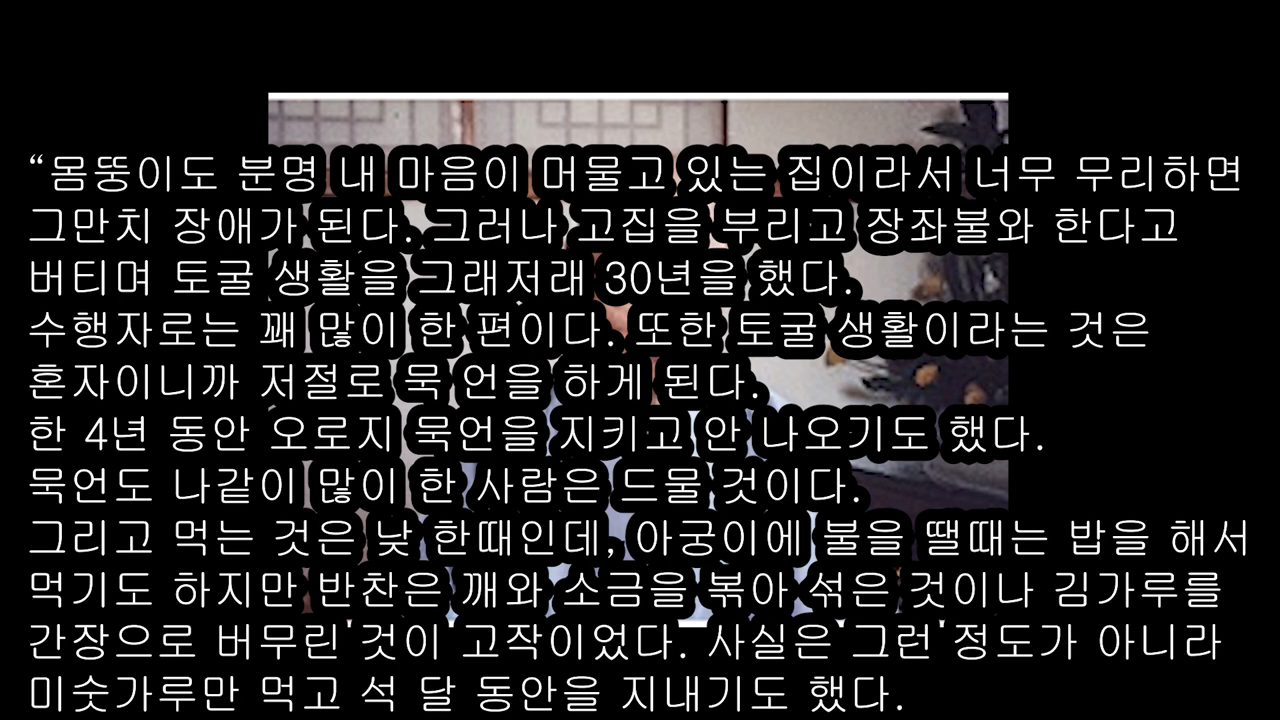 “몸뚱이도 분명 내 마음이 머물고 있는 집이라서 너무 무리하면
그만치 장애가 된다. 그러나 고집을 부리고 장좌불와 한다고
버티며 토굴 생활을 그래저래 30년을 했다.
수행자로는 꽤 많이 한 편이다. 또한 토굴 생활이라는 것은
혼자이니까 저절로 묵 언을 하게 된다.
한 4년 동안 오로지 묵언을 지키고 안 나오기도 했다.
묵언도 나같이 많이 한 사람은 드물 것이다.
그리고 먹는 것은 낮 한때인데, 아궁이에 불을 땔때는 밥을 해서
먹기도 하지만 반찬은 깨와 소금을 볶아 섞은 것이나 김가루를
간장으로 버무린 것이 고작이었다. 사실은 그런 정도가 아니라
미숫가루만 먹고 석 달 동안을 지내기도 했다.